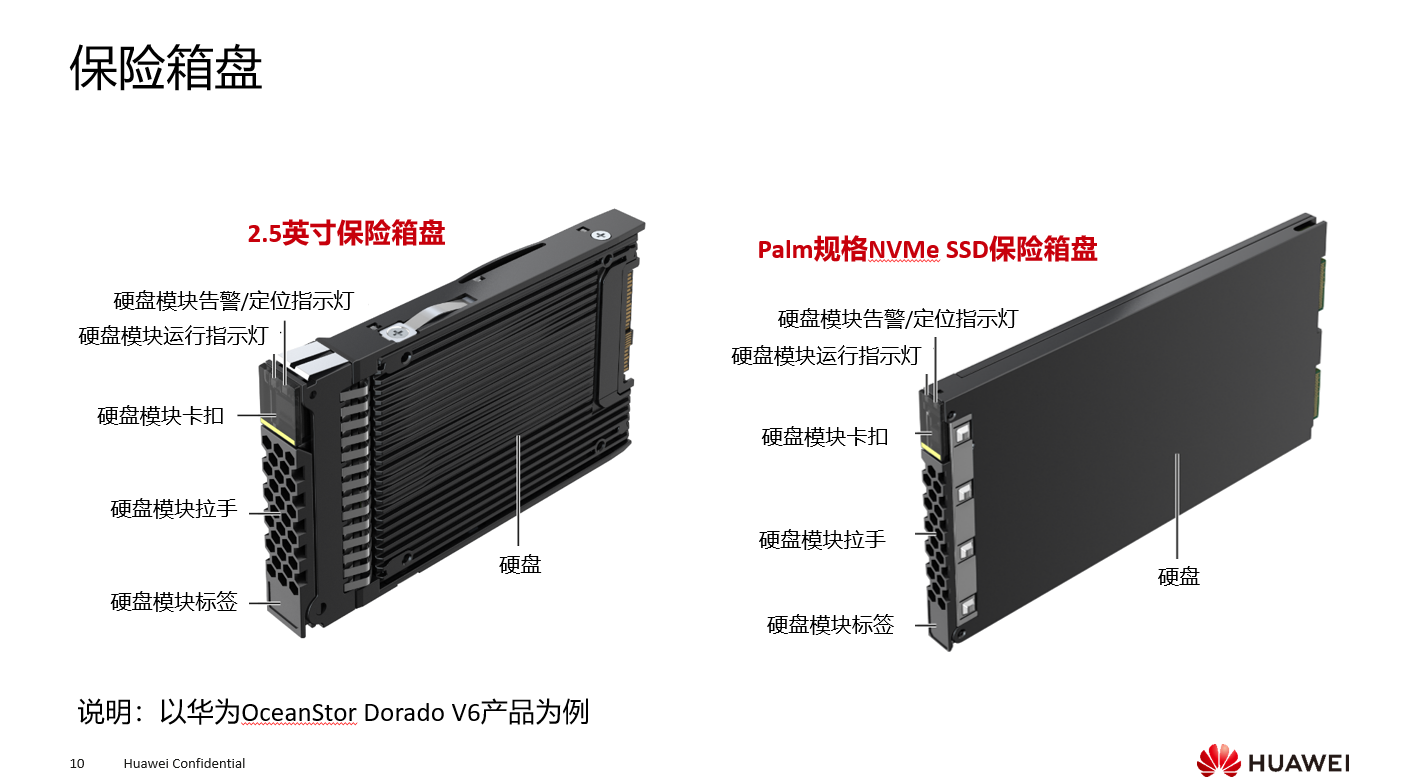 保险箱盘
2.5英寸保险箱盘
硬盘模块告警/定位指示灯
硬盘模块运行指示灯
硬盘模块卡扣
硬盘模块拉手
硬盘模块标签
硬盘
Palm规格NVMe SSD保险箱盘
硬盘模块告警/定位指示灯
硬盘模块运行指示灯
硬盘模块卡扣
硬盘模块拉手
硬盘模块标签
硬盘
说明：以华为OceanStor Dorado V6产品为例
10 Huawei Confidential
HUAWEI